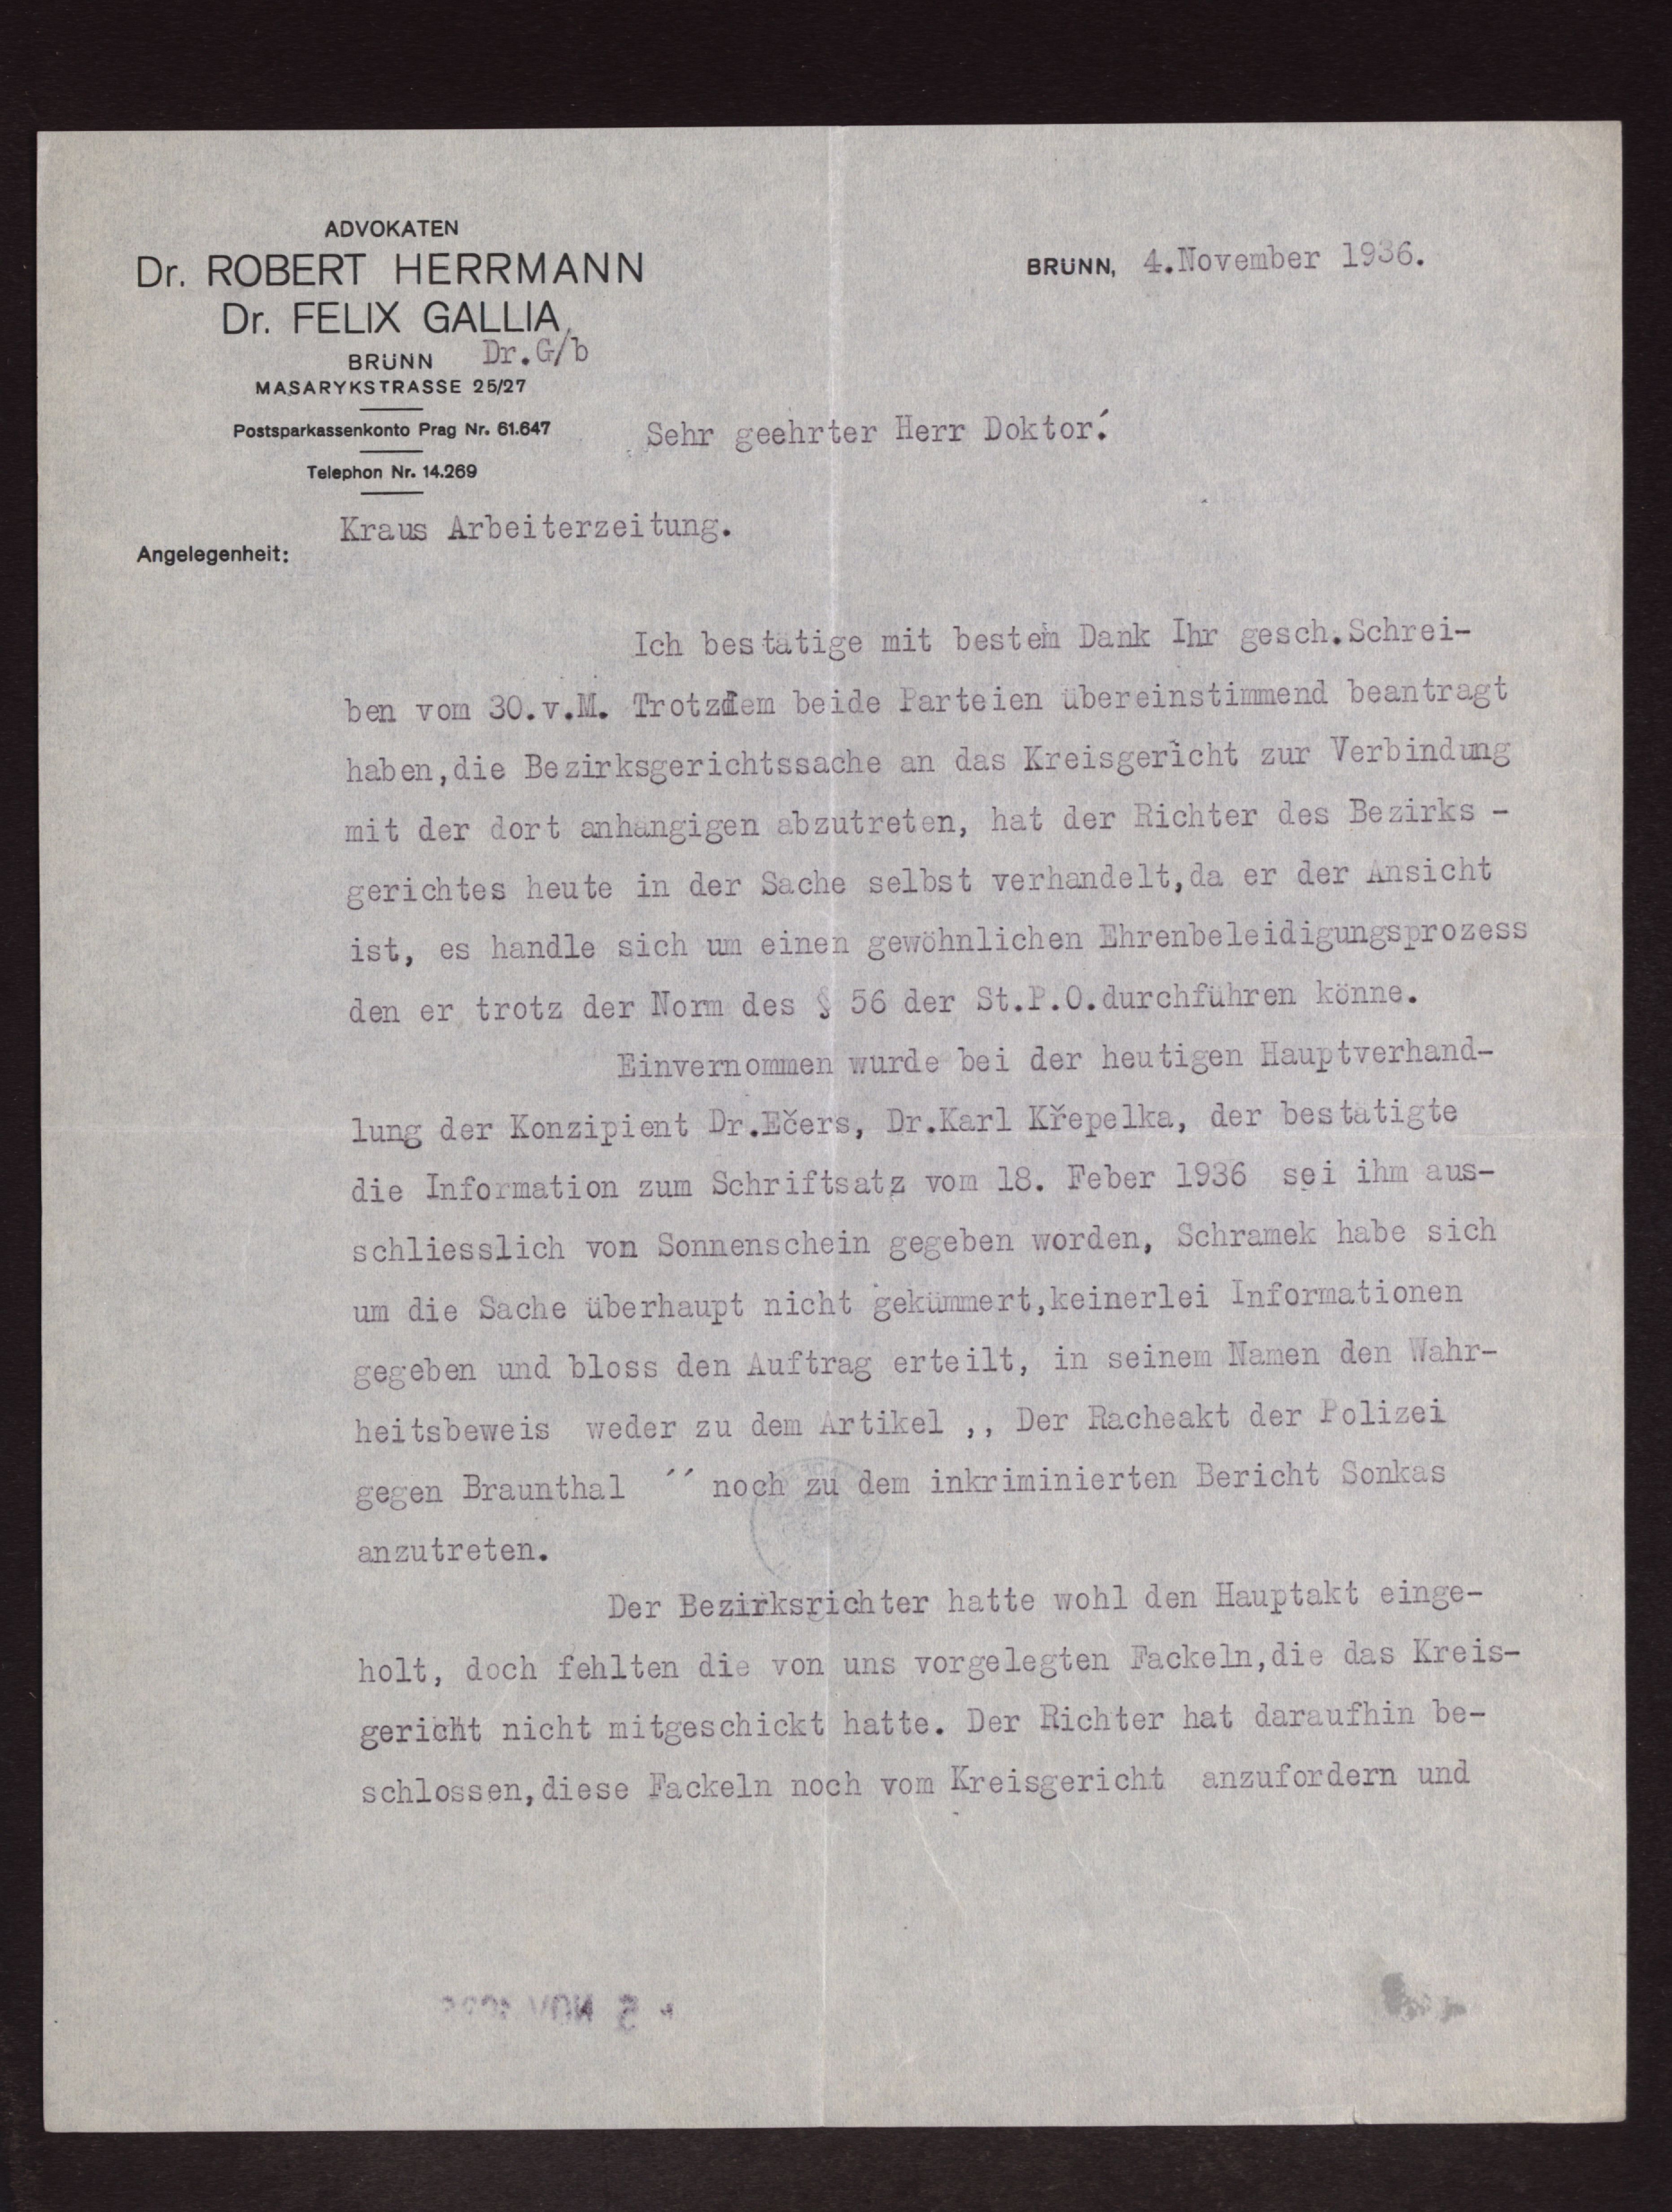 ADVOKATEN
Dr. ROBERT HERRMANN
Dr. FELIX GALLIA
BRÜNN Dr.G/b
MASARYKSTRASSE 25/27
Postsparkassenkonto Prag Nr. 61.647
Telephon Nr. 14.269
BRÜNN, 4.November 1936.
Sehr geehrter Herr Doktor!
Angelegenheit: Kraus Arbeiterzeitung.
Ich bestätige mit bestem Dank Ihr gesch.Schrei-
ben vom 30.v.M. Trotzdem beide Parteien übereinstimmend beantragt
haben,die Bezirksgerichtssache an das Kreisgericht zur Verbindung
mit der dort anhängigen abzutreten, hat der Richter des Bezirks -
gerichtes heute in der Sache selbst verhandelt,da er der Ansicht
ist, es handle sich um einen gewöhnlichen Ehrenbeleidigungsprozess
den er trotz der Norm des § 56 der St.P.O.durchführen könne.
Einvernommen wurde bei der heutigen Hauptverhand-
lung der Konzipient Dr.Ečers, Dr.Karl Křepelka, der bestätigte
die Information zum Schriftsatz vom 18. Feber 1936 sei ihm aus-
schliesslich von Sonnenschein gegeben worden, Schramek habe sich
um die Sache überhaupt nicht gekümmert,keinerlei Informationen
gegeben und bloss den Auftrag erteilt, in seinem Namen den Wahr-
heitsbeweis weder zu dem Artikel ,, Der Racheakt der Polizei
gegen Braunthal ´´ noch zu dem inkriminierten Bericht Sonkas
anzutreten.
Der Bezirksrichter hatte wohl den Hauptakt einge-
holt, doch fehlten die von uns vorgelegten Fackeln,die das Kreis-
gericht nicht mitgeschickt hatte. Der Richter hat daraufhin be-
schlossen,diese Fackeln noch vom Kreisgericht anzufordern und